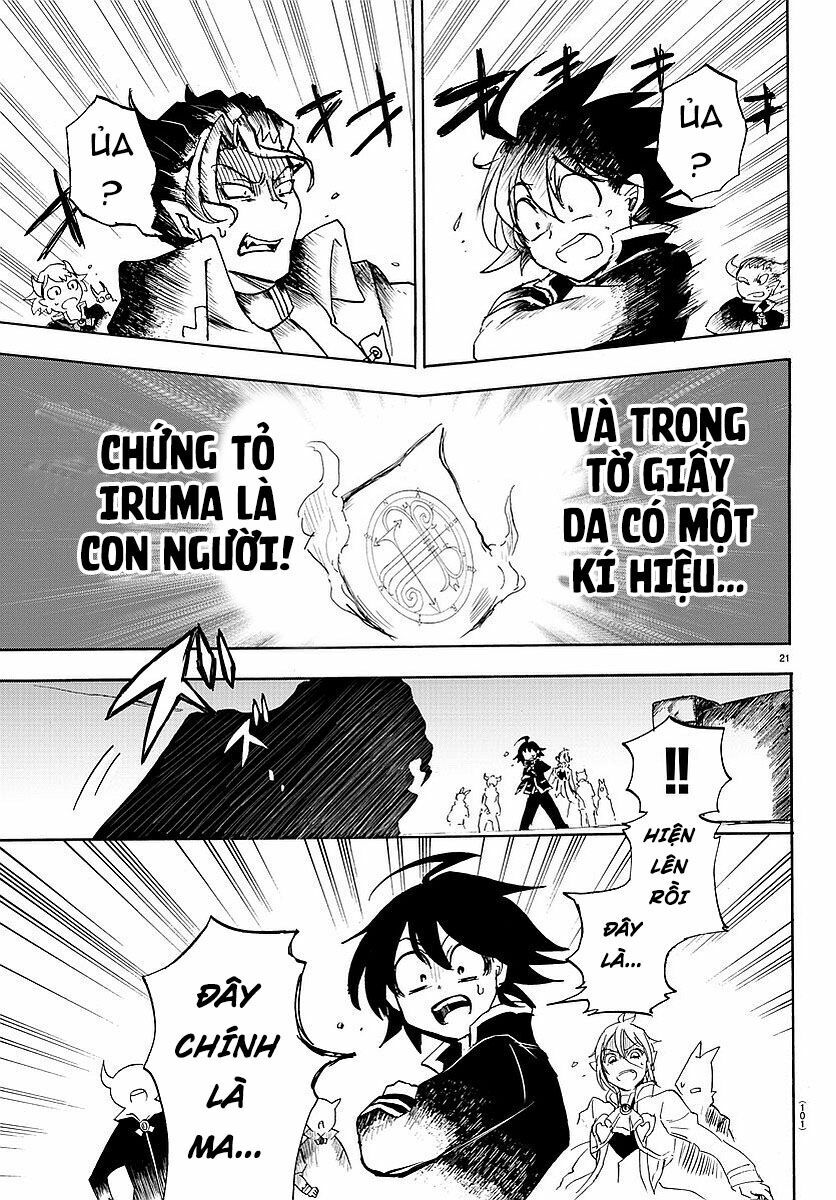 ỦA
?
ỦA
?
VÀ TRONG
TỜ GIẤY
DA CÓ MỘT
KÍ HIỆU...
CHỨNG TỎ
IRUMA LÀ
CON NGƯỜI!
21
!!
HIỆN
LÊN RỒI
ĐÂY
LÀ...
ĐÂY
CHÍNH
LÀ
MA...
(101)